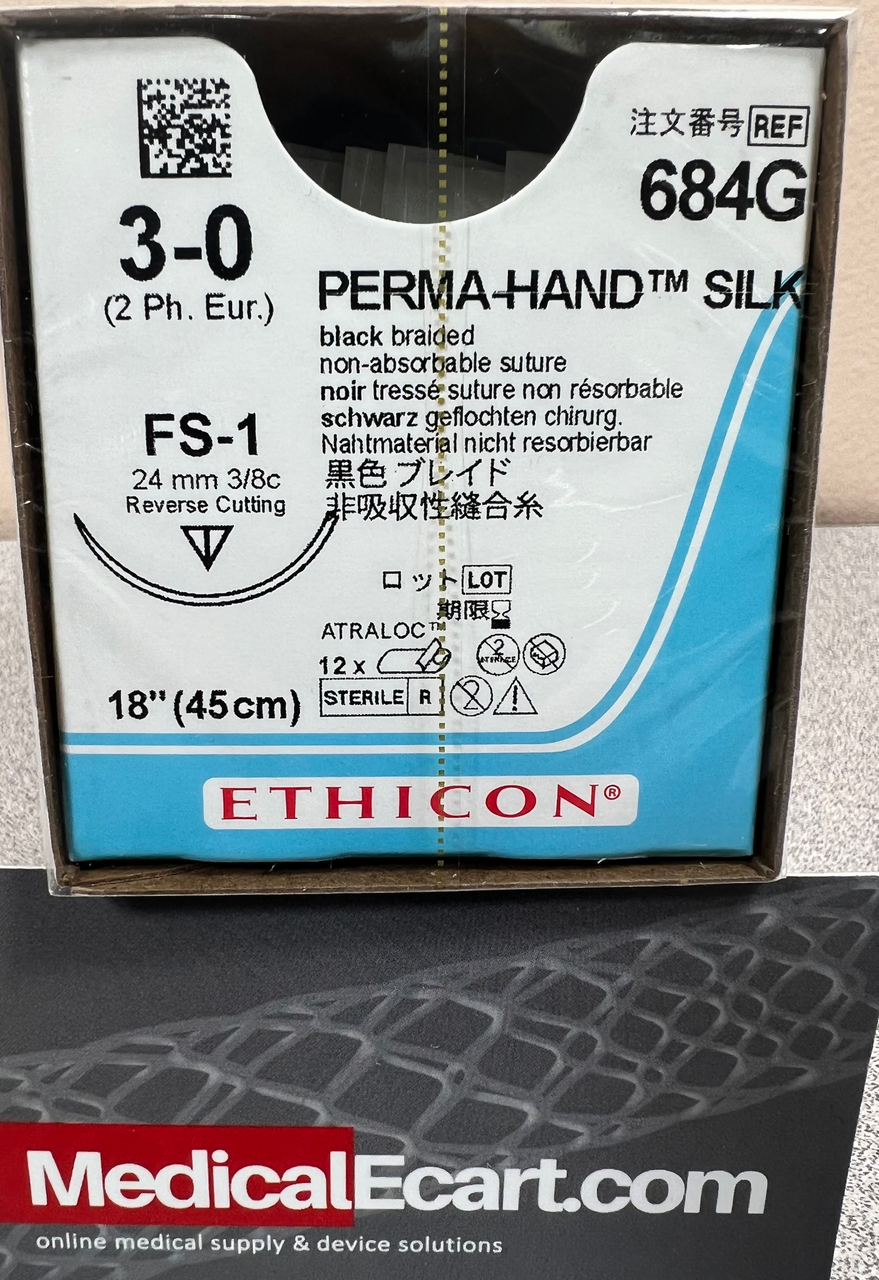 注文番号 REF
684G
3-0
(2 Ph. Eur.)
PERMA-HAND™ SILK
black braided
non-absorbable suture
noir tressé suture non résorbable
schwarz geflochten chirurg.
Nahtmaterial nicht resorbierbar
黒色 ブレイド
非吸収性縫合糸
FS-1
24 mm 3/8c
Reverse Cutting
ロット LOT
期限
ATRALOC™
12 x
STERILE R
2
2
18" (45cm)
ETHICON®
MedicalEcart.com
online medical supply & device solutions